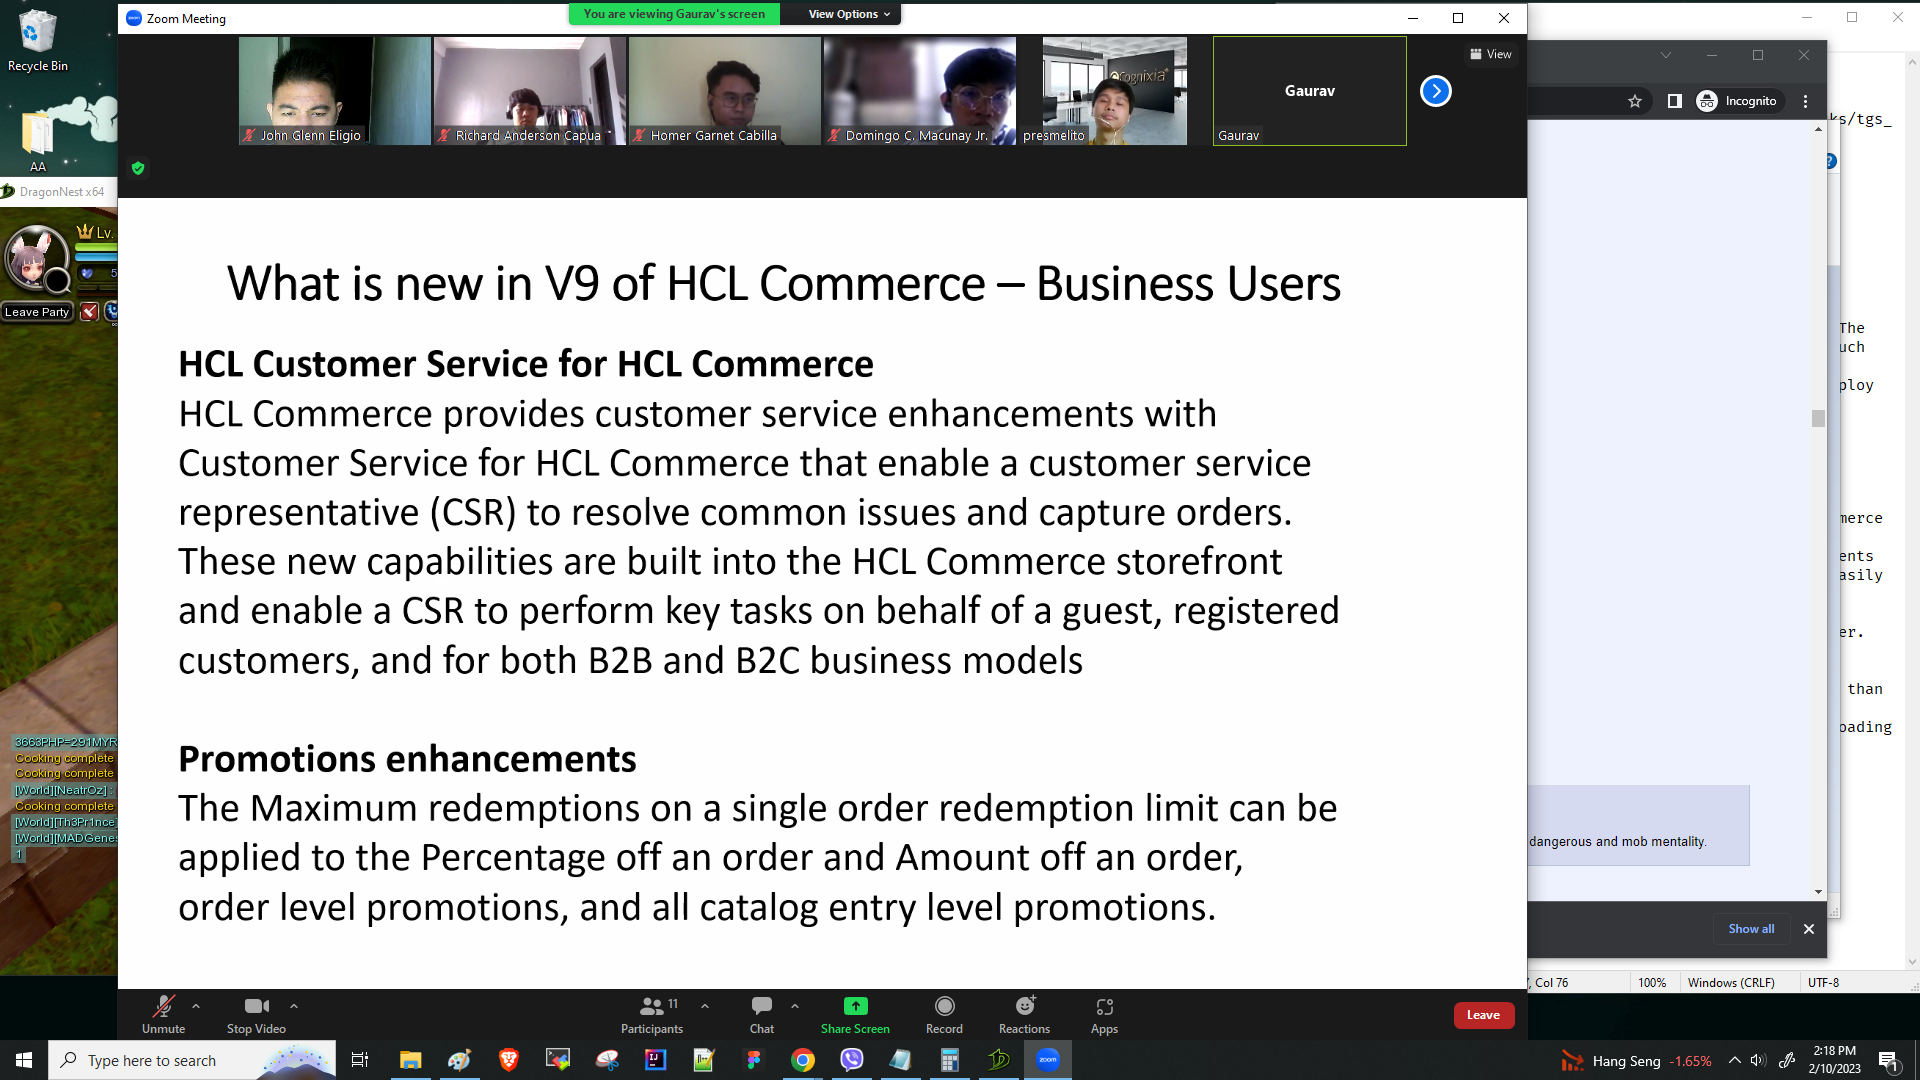 Recycle Bin
AA
DragonNest x64
Lv.
5
Leave Party
3663PHP=291MYR
Cooking complete
Cooking complete
[World][NeatrOz] :
Cooking complete
[World][Th3Pr1nce]
[World][MADGenes
1
Zoom Meeting
You are viewing Gaurav's screen
View Options
John Glenn Eligio
Richard Anderson Capua
Homer Garnet Cabilla
Domingo C. Macunay Jr.
Cognixia
presmelito
Gaurav
Gaurav
View
What is new in V9 of HCL Commerce – Business Users
HCL Customer Service for HCL Commerce
HCL Commerce provides customer service enhancements with
Customer Service for HCL Commerce that enable a customer service
representative (CSR) to resolve common issues and capture orders.
These new capabilities are built into the HCL Commerce storefront
and enable a CSR to perform key tasks on behalf of a guest, registered
customers, and for both B2B and B2C business models
Promotions enhancements
The Maximum redemptions on a single order redemption limit can be
applied to the Percentage off an order and Amount off an order,
order level promotions, and all catalog entry level promotions.
Unmute
Stop Video
11
Participants
Chat
Share Screen
Record
Reactions
Apps
Leave
Incognito
ks/tgs_
?
The
uch
ploy
merce
ents
asily
er.
than
oading
dangerous and mob mentality.
Show all
, Col 76
100%
Windows (CRLF)
UTF-8
Type here to search
zoom
Hang Seng -1.65%
2:18 PM
2/10/2023
1